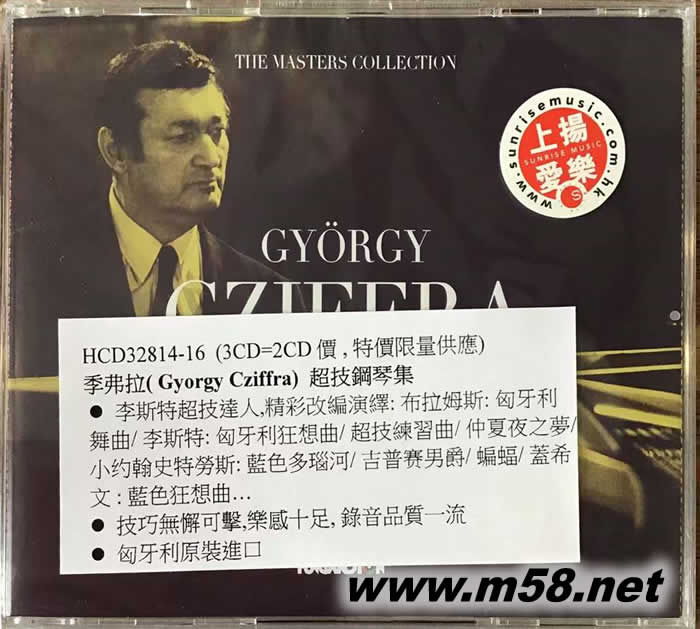 THE MASTERS COLLECTION
www.sunrisemusic.com.hk
上揚
SUNRISE MUSIC
愛樂
GYÖRGY
CZIFFRA
HCD32814-16 (3CD=2CD 價 , 特價限量供應)
季弗拉( Gyorgy Cziffra) 超技鋼琴集
● 李斯特超技達人,精彩改編演繹: 布拉姆斯: 匈牙利
舞曲/ 李斯特: 匈牙利狂想曲/ 超技練習曲/ 仲夏夜之夢/
小约翰史特勞斯: 藍色多瑙河/ 吉普賽男爵/ 蝙蝠/ 蓋希
文 : 藍色狂想曲…
● 技巧無懈可擊,樂感十足, 錄音品質一流
● 匈牙利原裝進口
www.m58.net